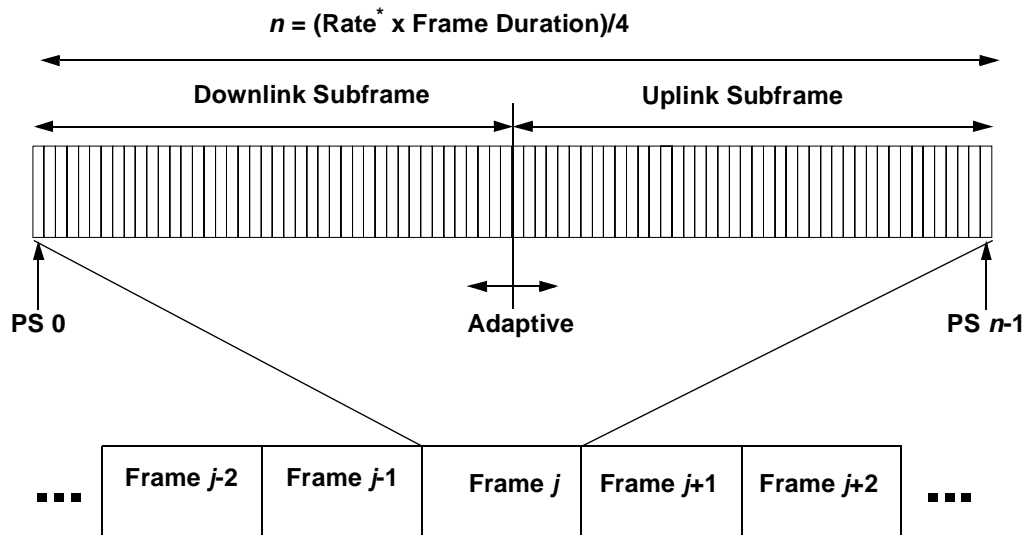 n = (Rate* x Frame Duration)/4
Downlink Subframe Uplink Subframe
PS 0 Adaptive PS n-1
Frame j-2 Frame j-1 Frame j Frame j+1 Frame j+2